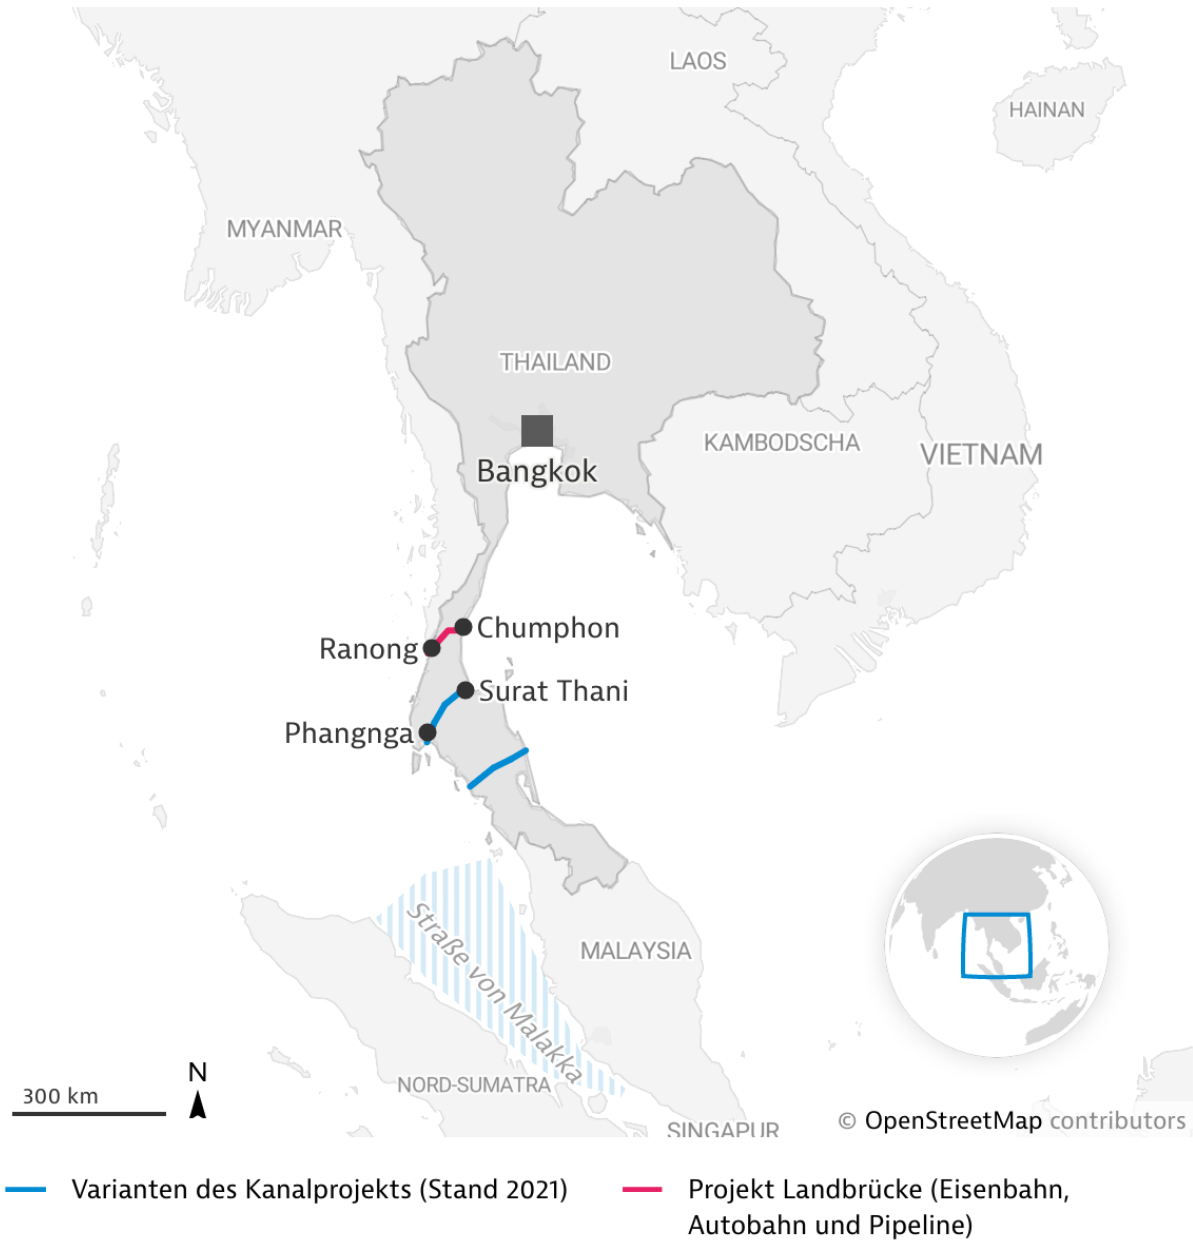 LAOS
HAINAN
MYANMAR
THAILAND
KAMBODSCHA
VIETNAM
Bangkok
Chumphon
Ranong
Surat Thani
Phangnga
Straße von Malakka
MALAYSIA
N
300 km
NORD-SUMATRA
SINGAPUR
© OpenStreetMap contributors
Varianten des Kanalprojekts (Stand 2021)
Projekt Landbrücke (Eisenbahn,
Autobahn und Pipeline)